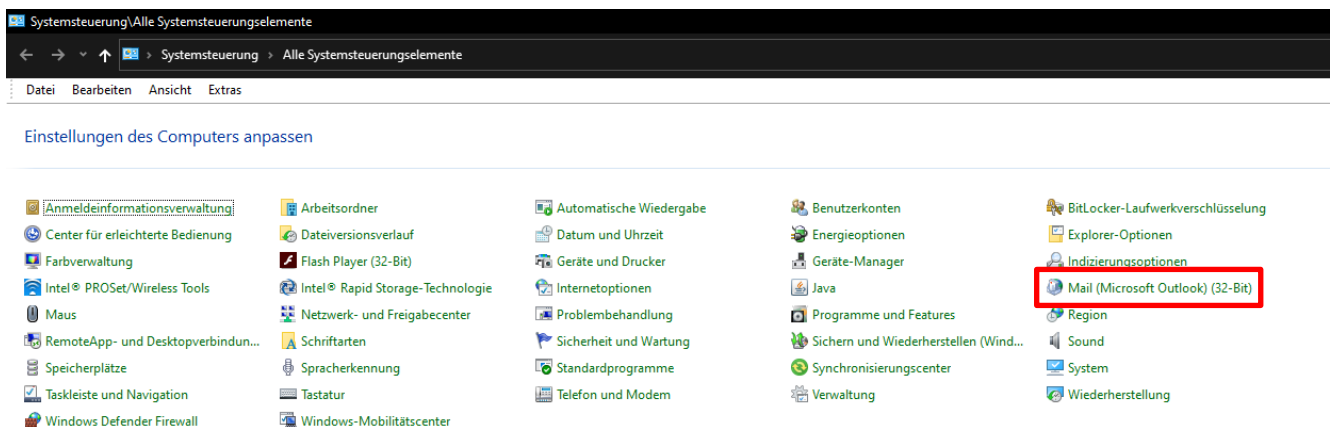 Systemsteuerung\Alle Systemsteuerungselemente
Systemsteuerung > Alle Systemsteuerungselemente
Datei Bearbeiten Ansicht Extras
Einstellungen des Computers anpassen
Anmeldeinformationsverwaltung Arbeitsordner Automatische Wiedergabe Benutzerkonten BitLocker-Laufwerkverschlüsselung
Center für erleichterte Bedienung Dateiversionsverlauf Datum und Uhrzeit Energieoptionen Explorer-Optionen
Farbverwaltung Flash Player (32-Bit) Geräte und Drucker Geräte-Manager Indizierungsoptionen
Intel® PROSet/Wireless Tools Intel® Rapid Storage-Technologie Internetoptionen Java Mail (Microsoft Outlook) (32-Bit)
Maus Netzwerk- und Freigabecenter Problembehandlung Programme und Features Region
RemoteApp- und Desktopverbindun... Schriftarten Sicherheit und Wartung Sichern und Wiederherstellen (Wind... Sound
Speicherplätze Spracherkennung Standardprogramme Synchronisierungscenter System
Taskleiste und Navigation Tastatur Telefon und Modem Verwaltung Wiederherstellung
Windows Defender Firewall Windows-Mobilitätscenter